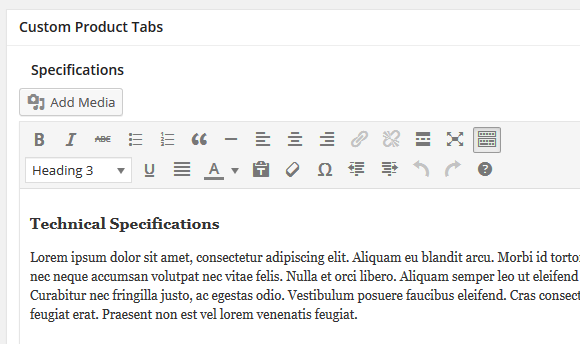 Custom Product Tabs
Specifications
Add Media
B I ABC
Heading 3 U A T Ω ?
Technical Specifications
Lorem ipsum dolor sit amet, consectetur adipiscing elit. Aliquam eu blandit arcu. Morbi id torto
nec neque accumsan volutpat nec vitae felis. Nulla et orci libero. Aliquam semper leo ut eleifend
Curabitur nec fringilla justo, ac egestas odio. Vestibulum posuere faucibus eleifend. Cras consect
feugiat erat. Praesent non est vel lorem venenatis feugiat.